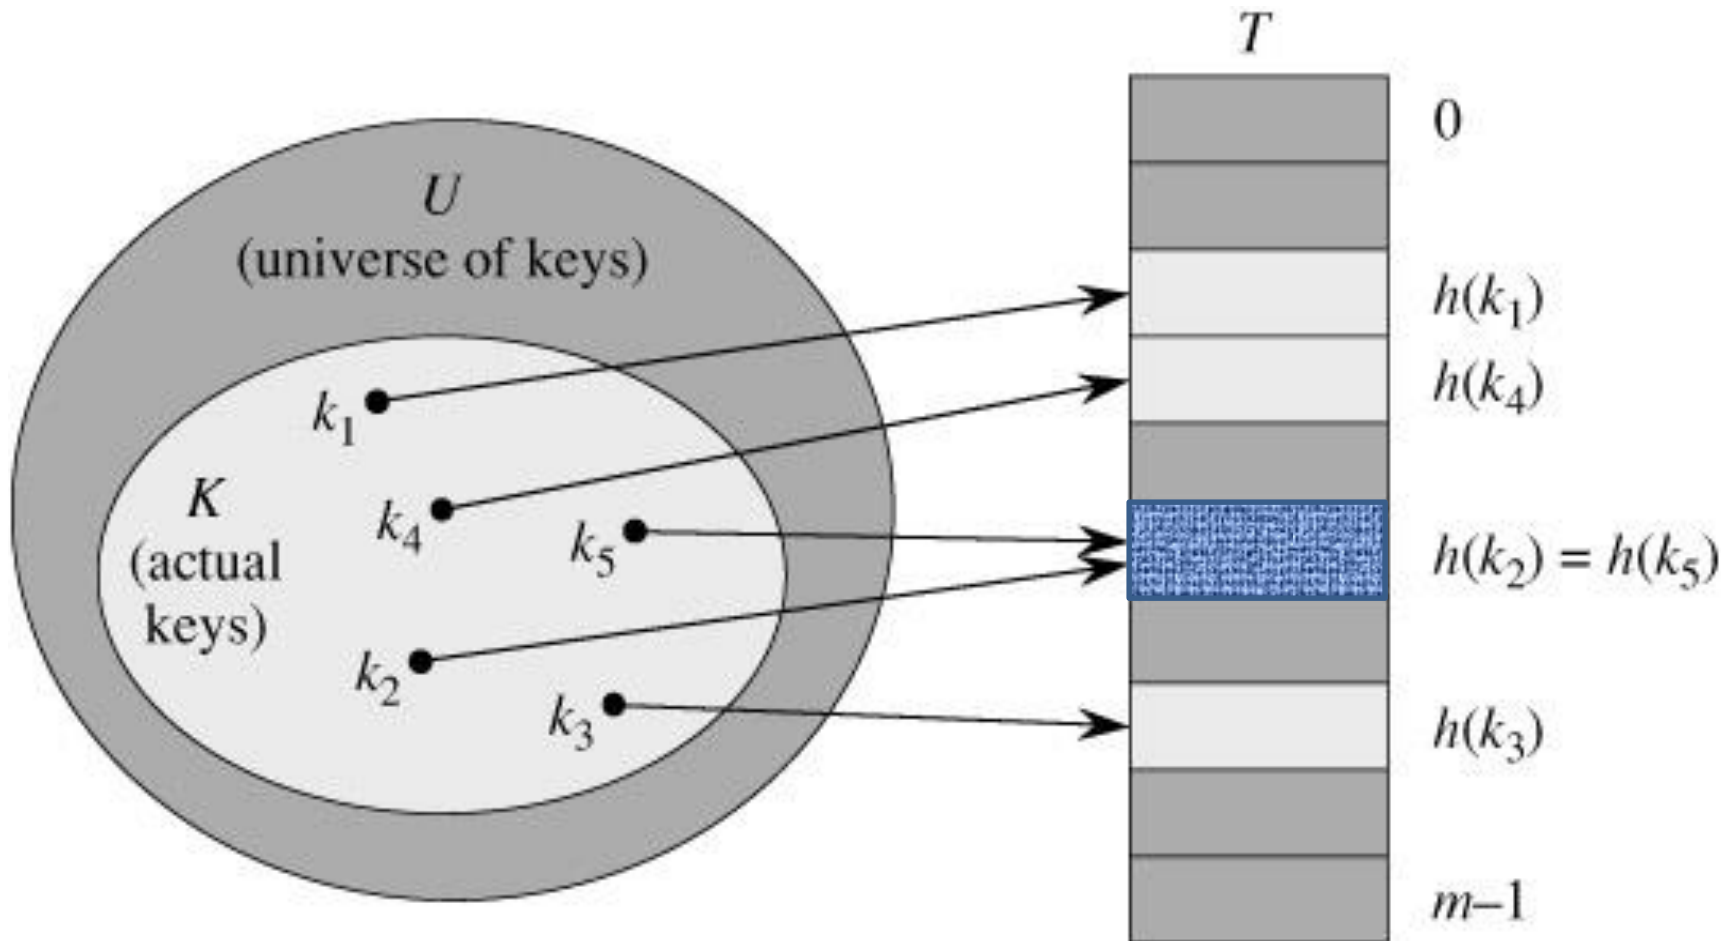 T
0
U
(universe of keys)
h(k₁)
k₁
h(k₄)
K
(actual
keys)
k₄
k₅
h(k₂) = h(k₅)
k₂
k₃
h(k₃)
m–1